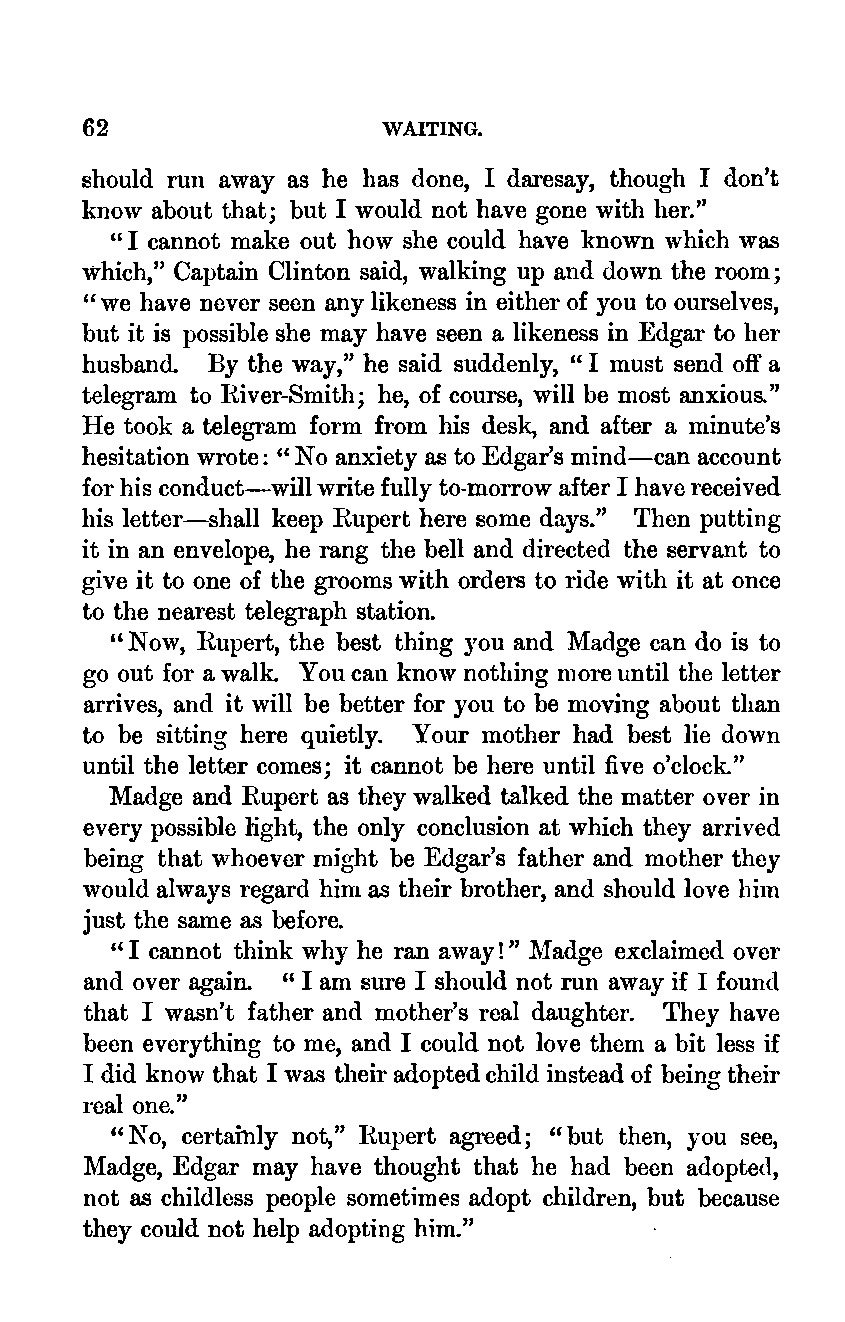 62 WAITING.
should run away as he has done, I daresay, though I don't
know about that; but I would not have gone with her."
"I cannot make out how she could have known which was
which," Captain Clinton said, walking up and down the room;
"we have never seen any likeness in either of you to ourselves,
but it is possible she may have seen a likeness in Edgar to her
husband. By the way," he said suddenly, "I must send off a
telegram to River-Smith; he, of course, will be most anxious."
He took a telegram form from his desk, and after a minute's
hesitation wrote: "No anxiety as to Edgar's mind—can account
for his conduct—will write fully to-morrow after I have received
his letter—shall keep Rupert here some days." Then putting
it in an envelope, he rang the bell and directed the servant to
give it to one of the grooms with orders to ride with it at once
to the nearest telegraph station.
"Now, Rupert, the best thing you and Madge can do is to
go out for a walk. You can know nothing more until the letter
arrives, and it will be better for you to be moving about than
to be sitting here quietly. Your mother had best lie down
until the letter comes; it cannot be here until five o'clock."
Madge and Rupert as they walked talked the matter over in
every possible light, the only conclusion at which they arrived
being that whoever might be Edgar's father and mother they
would always regard him as their brother, and should love him
just the same as before.
"I cannot think why he ran away!" Madge exclaimed over
and over again. "I am sure I should not run away if I found
that I wasn't father and mother's real daughter. They have
been everything to me, and I could not love them a bit less if
I did know that I was their adopted child instead of being their
real one."
"No, certainly not," Rupert agreed; "but then, you see,
Madge, Edgar may have thought that he had been adopted,
not as childless people sometimes adopt children, but because
they could not help adopting him."